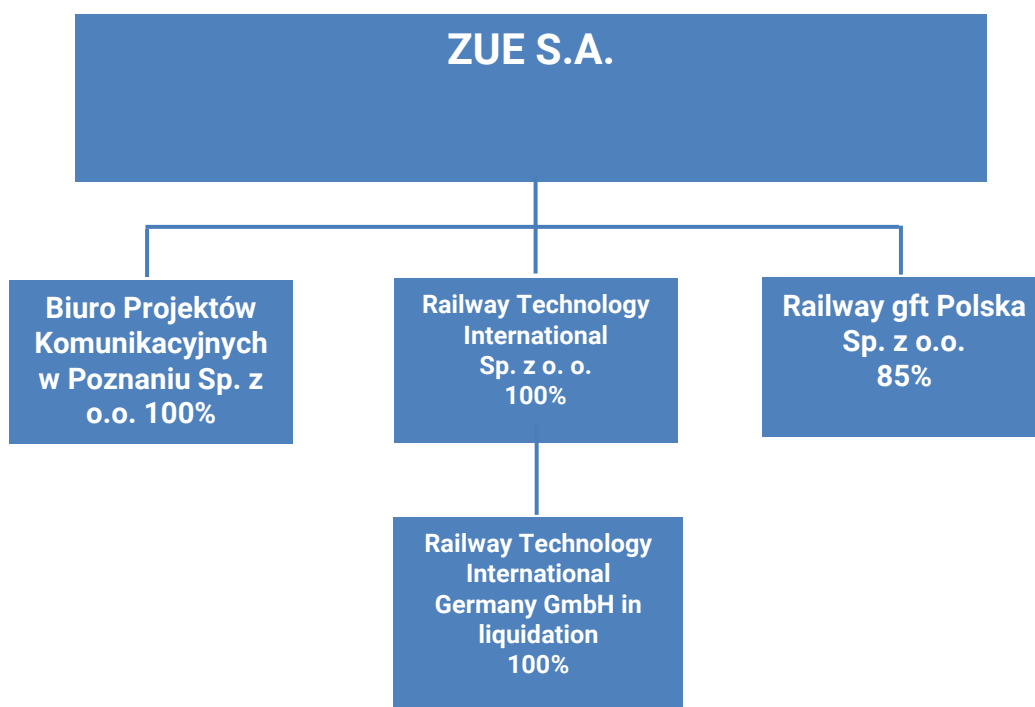 ZUE S.A.
Biuro Projektów
Komunikacyjnych
w Poznaniu Sp. z
o.o. 100%
Railway Technology
International
Sp. z o. o.
100%
Railway gft Polska
Sp. z o.o.
85%
Railway Technology
International
Germany GmbH in
liquidation
100%